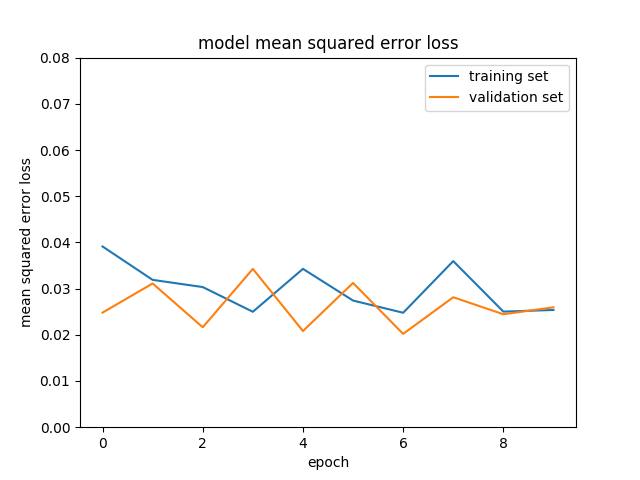 model mean squared error loss
training set
validation set
0.08
0.07
0.06
0.05
0.04
0.03
0.02
0.01
0.00
mean squared error loss
0 2 4 6 8
epoch